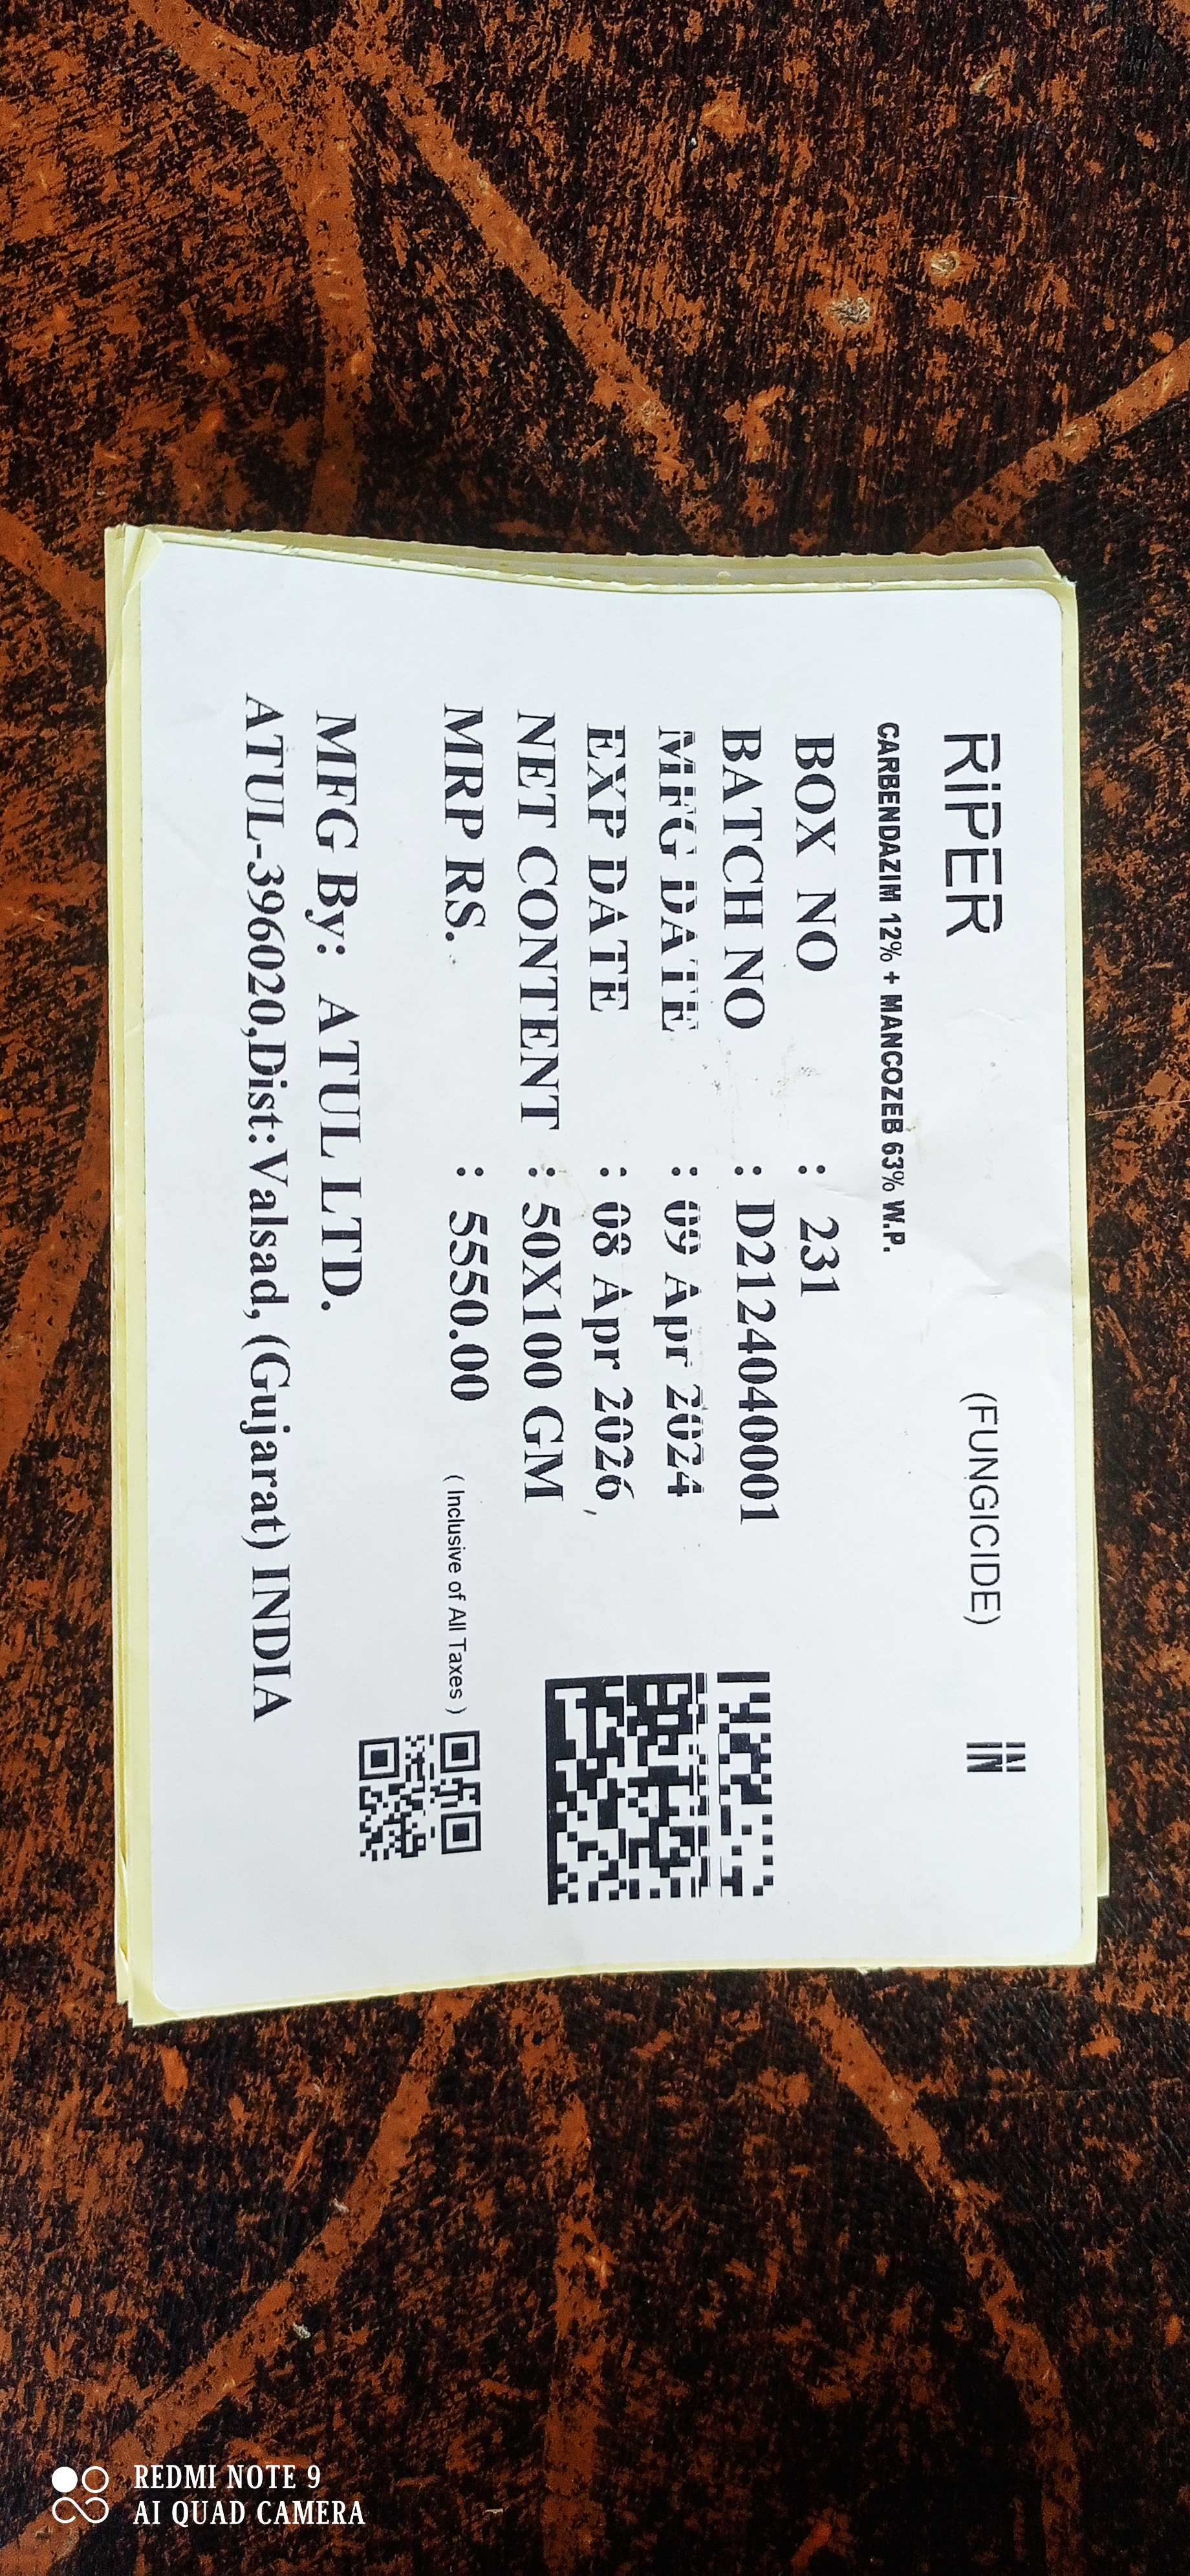 RIPER (FUNGICIDE) IN
CARBENDAZIM 12% + MANCOZEB 63% W.P.
BOX NO : 231
BATCH NO : D2124040001
MFG DATE : 09 Apr 2024
EXP DATE : 08 Apr 2026
NET CONTENT : 50X100 GM
MRP RS. : 5550.00 ( Inclusive of All Taxes )
MFG By: ATUL LTD.
ATUL-396020,Dist:Valsad, (Gujarat) INDIA
REDMI NOTE 9
AI QUAD CAMERA